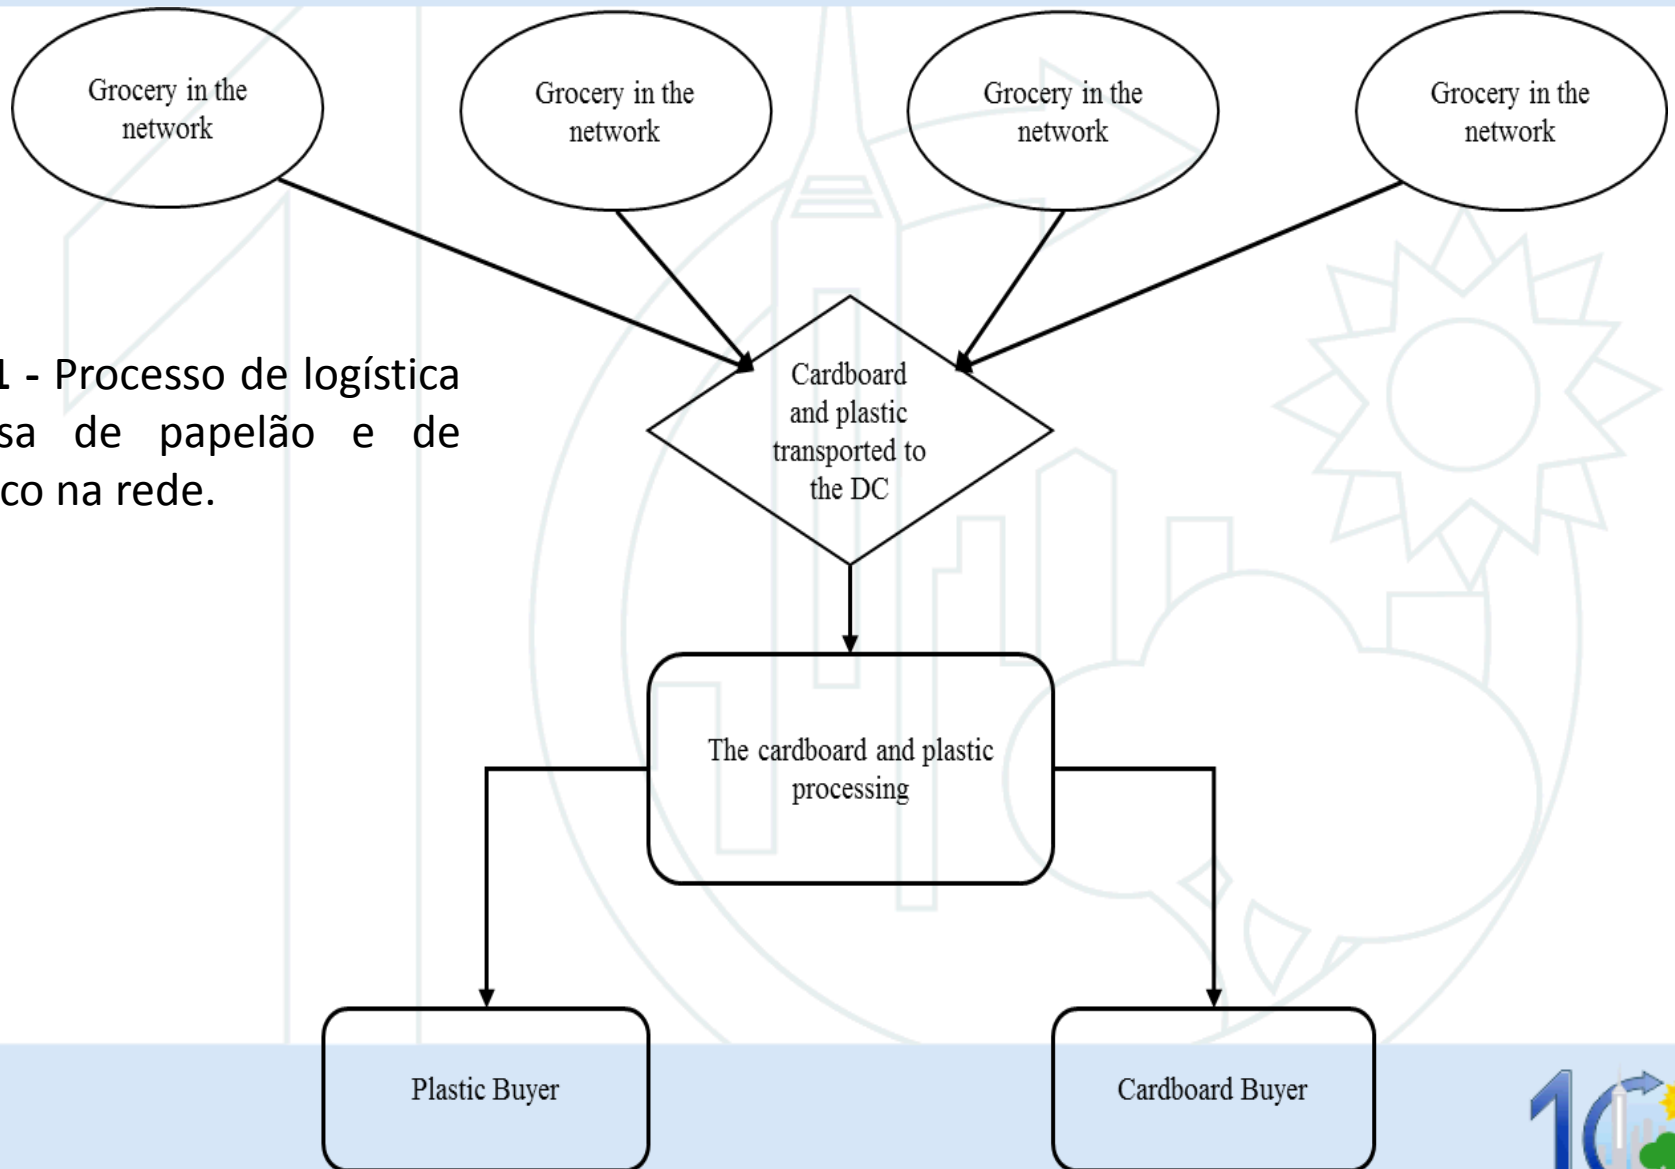 Grocery in the
network
Grocery in the
network
Grocery in the
network
Grocery in the
network
1 - Processo de logística
de papelão e de
na rede.
Cardboard
and plastic
transported to
the DC
The cardboard and plastic
processing
Plastic Buyer
Cardboard Buyer
10